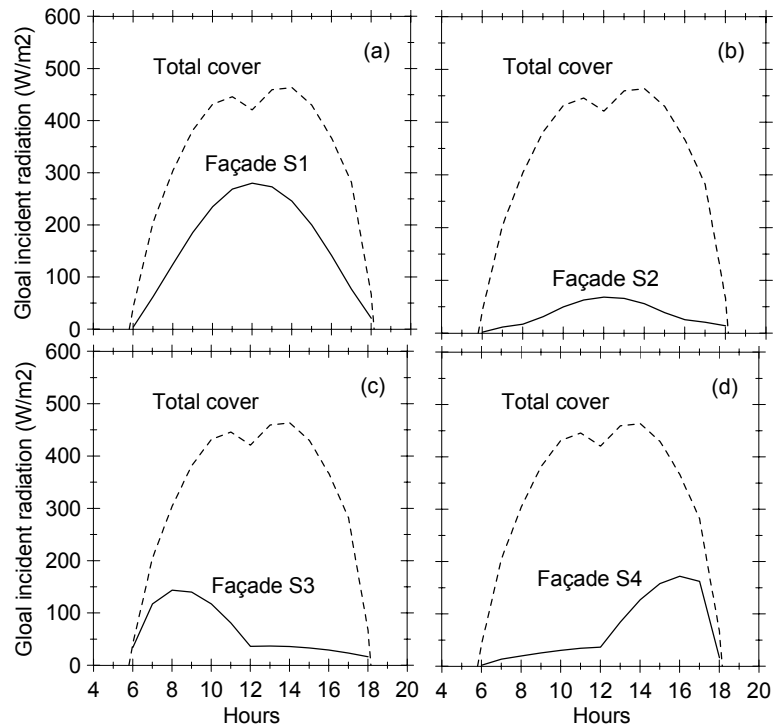 600
500
400
300
200
100
0
Gloal incident radiation (W/m2)
(a)
Total cover
Façade S1
(b)
Total cover
Façade S2
600
500
400
300
200
100
0
Gloal incident radiation (W/m2)
(c)
Total cover
Façade S3
4 6 8 10 12 14 16 18 20
Hours
(d)
Total cover
Façade S4
4 6 8 10 12 14 16 18 20
Hours